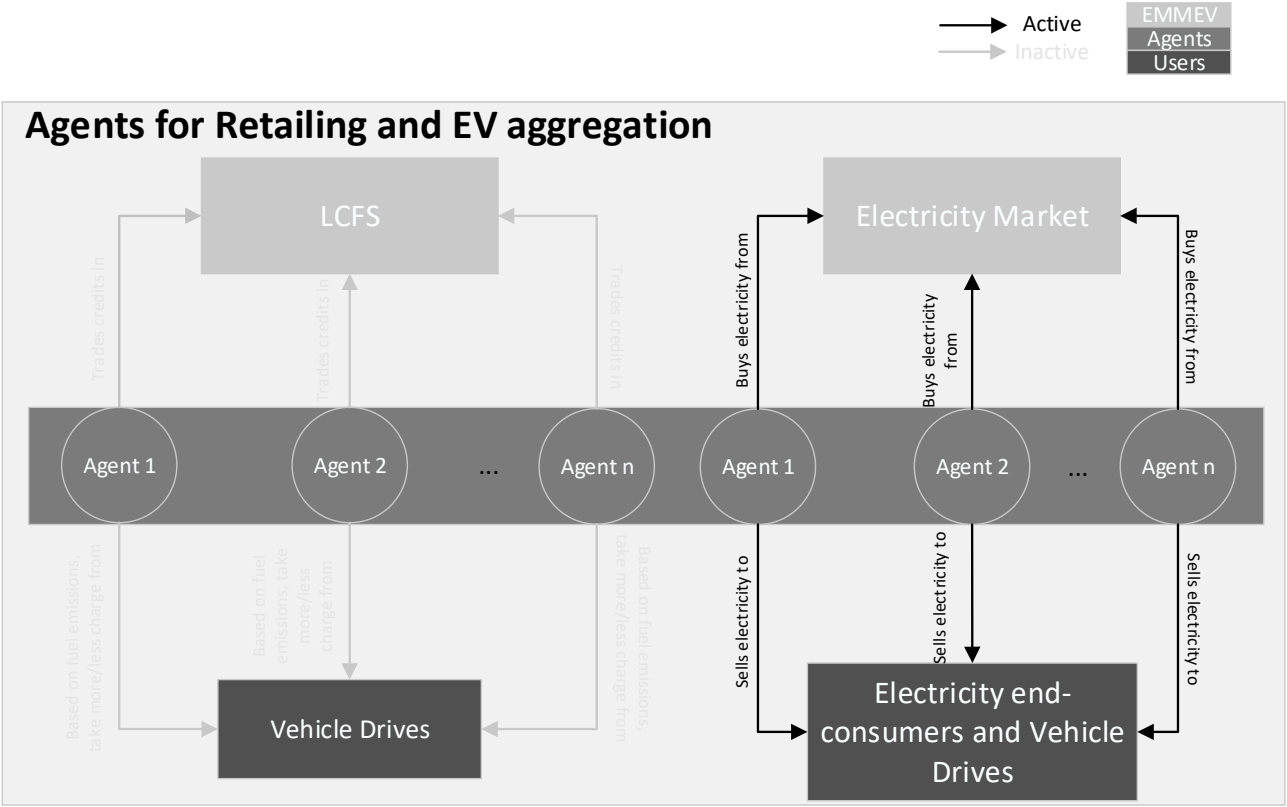 Active
Inactive
EMMEV
Agents
Users
Agents for Retailing and EV aggregation
LCFS
Electricity Market
Trades credits in
Trades credits in
Trades credits in
Buys electricity from
Buys electricity
from
Buys electricity from
Agent 1
Agent 2
...
Agent n
Agent 1
Agent 2
...
Agent n
Based on fuel emissions,
take more/less charge from
Based on fuel
emissions, take
more/less
charge from
Based on fuel emissions,
take more/less charge from
Sells electricity to
Sells electricity to
Sells electricity to
Vehicle Drives
Electricity end-
consumers and Vehicle
Drives